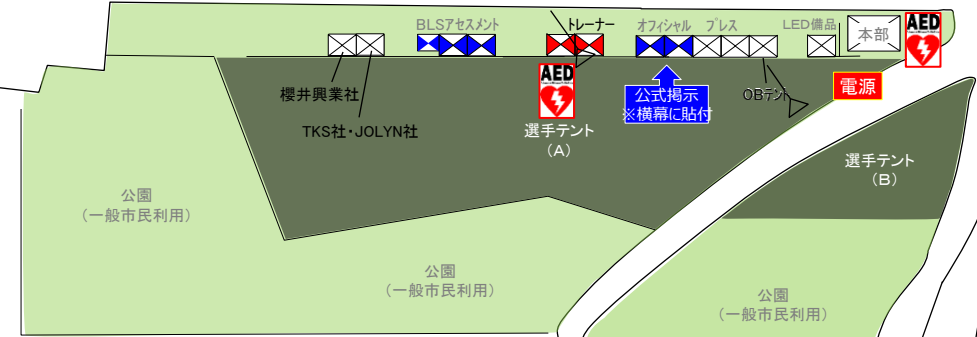 BLSアセスメント
トレーナー
オフィシャル
プレス
LED備品
本部
AED
櫻井興業社
TKS社・JOLYN社
AED
選手テント
(A)
公式掲示
※横幕に貼付
OBテント
電源
選手テント
(B)
公園
(一般市民利用)
公園
(一般市民利用)
公園
(一般市民利用)